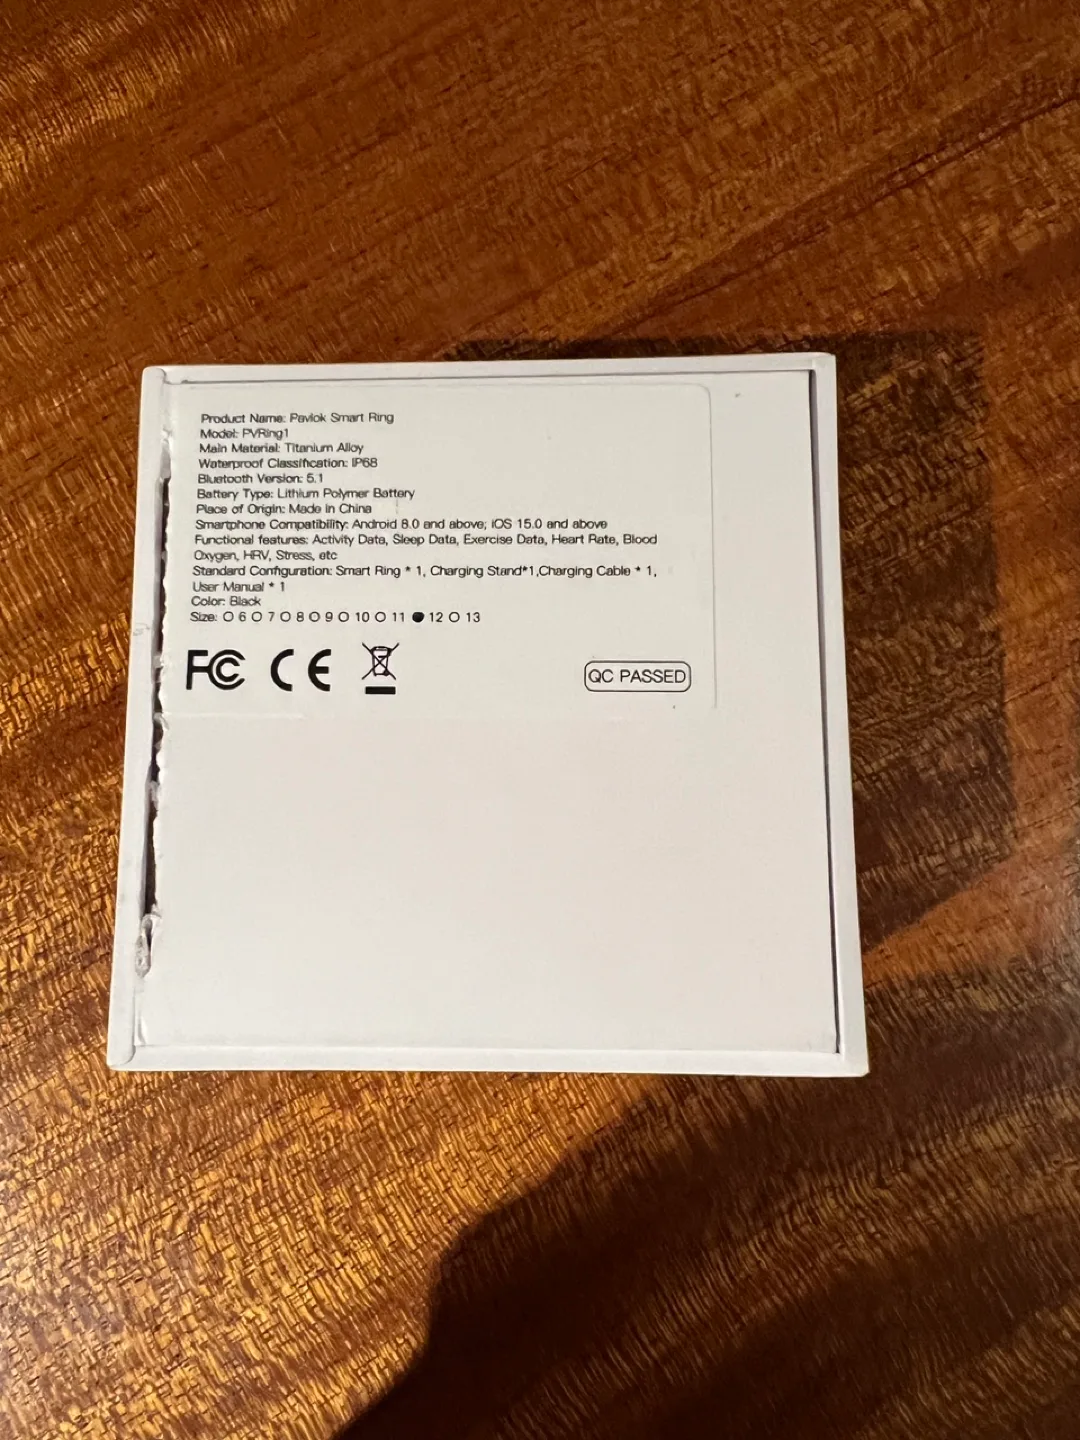 Product Name: Pavlok Smart Ring
Model: PVRing1
Main Material: Titanium Alloy
Waterproof Classification: IP68
Bluetooth Version: 5.1
Battery Type: Lithium Polymer Battery
Place of Origin: Made in China
Smartphone Compatibility: Android 8.0 and above; iOS 15.0 and above
Functional features: Activity Data, Sleep Data, Exercise Data, Heart Rate, Blood
Oxygen, HRV, Stress, etc
Standard Configuration: Smart Ring * 1, Charging Stand*1,Charging Cable * 1,
User Manual * 1
Color: Black
Size: ○ 6 ○ 7 ○ 8 ○ 9 ○ 10 ○ 11 ● 12 ○ 13
FC CE
QC PASSED